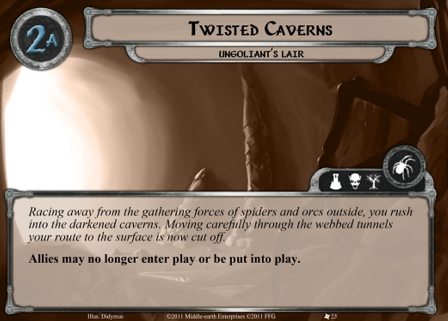 2A
Twisted Caverns
Ungoliant's Lair
Racing away from the gathering forces of spiders and orcs outside, you rush
into the darkened caverns. Moving carefully through the webbed tunnels
your route to the surface is now cut off.
Allies may no longer enter play or be put into play.
Illus. Didymus ©2011 Middle-earth Enterprises ©2011 FFG 23